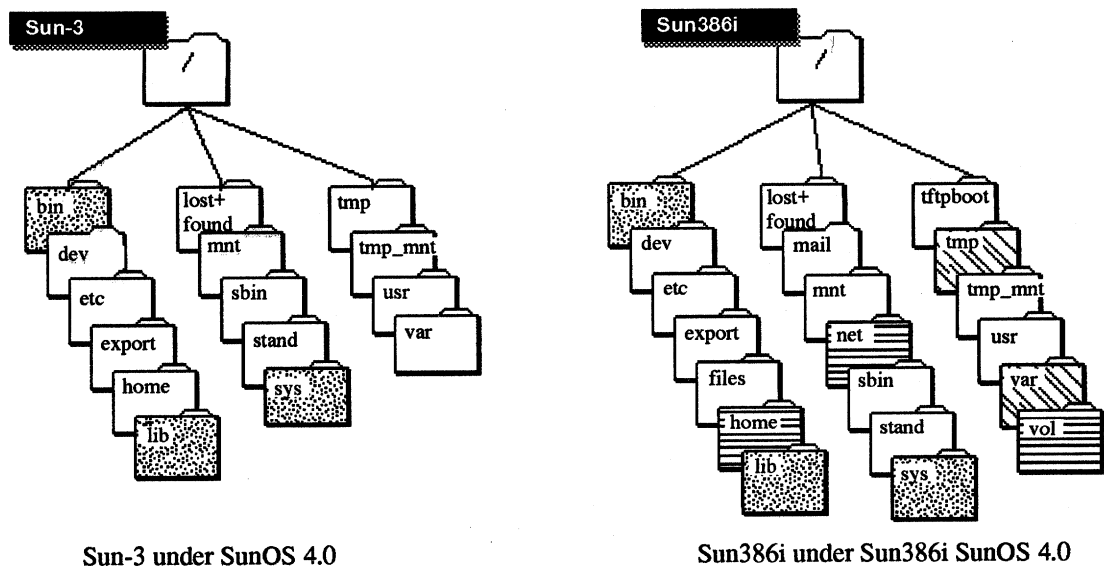 Sun-3
/
bin
dev
etc
export
home
lib
lost+
found
mnt
sbin
stand
sys
tmp
tmp_mnt
usr
var
Sun-3 under SunOS 4.0
Sun386i
/
bin
dev
etc
export
files
home
lib
lost+
found
mail
mnt
net
sbin
stand
sys
tftpboot
tmp
tmp_mnt
usr
var
vol
Sun386i under Sun386i SunOS 4.0